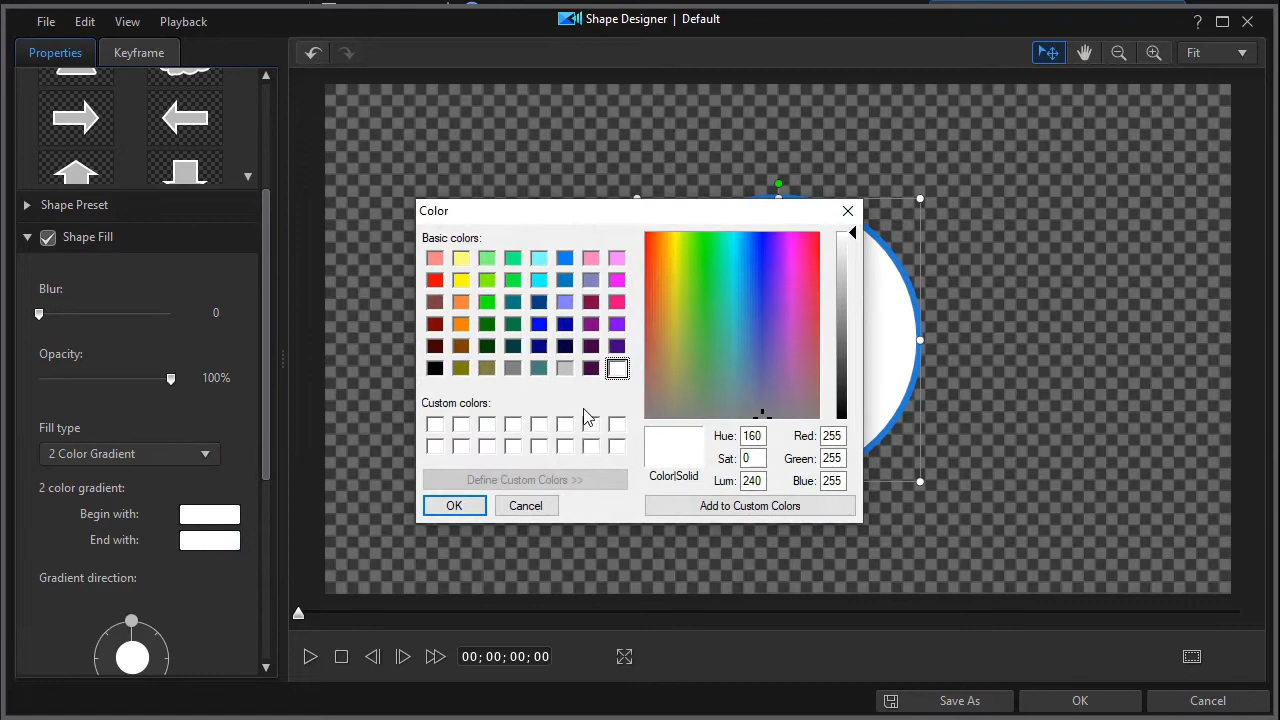 File Edit View Playback
Shape Designer | Default
?
Properties Keyframe
Fit
Shape Preset
Shape Fill
Blur:
0
Opacity:
100%
Fill type
2 Color Gradient
2 color gradient:
Begin with:
End with:
Gradient direction:
Color
Basic colors:
Custom colors:
Define Custom Colors >>
OK Cancel
Color|Solid
Hue: 160 Red: 255
Sat: 0 Green: 255
Lum: 240 Blue: 255
Add to Custom Colors
00; 00; 00; 00
Save As OK Cancel